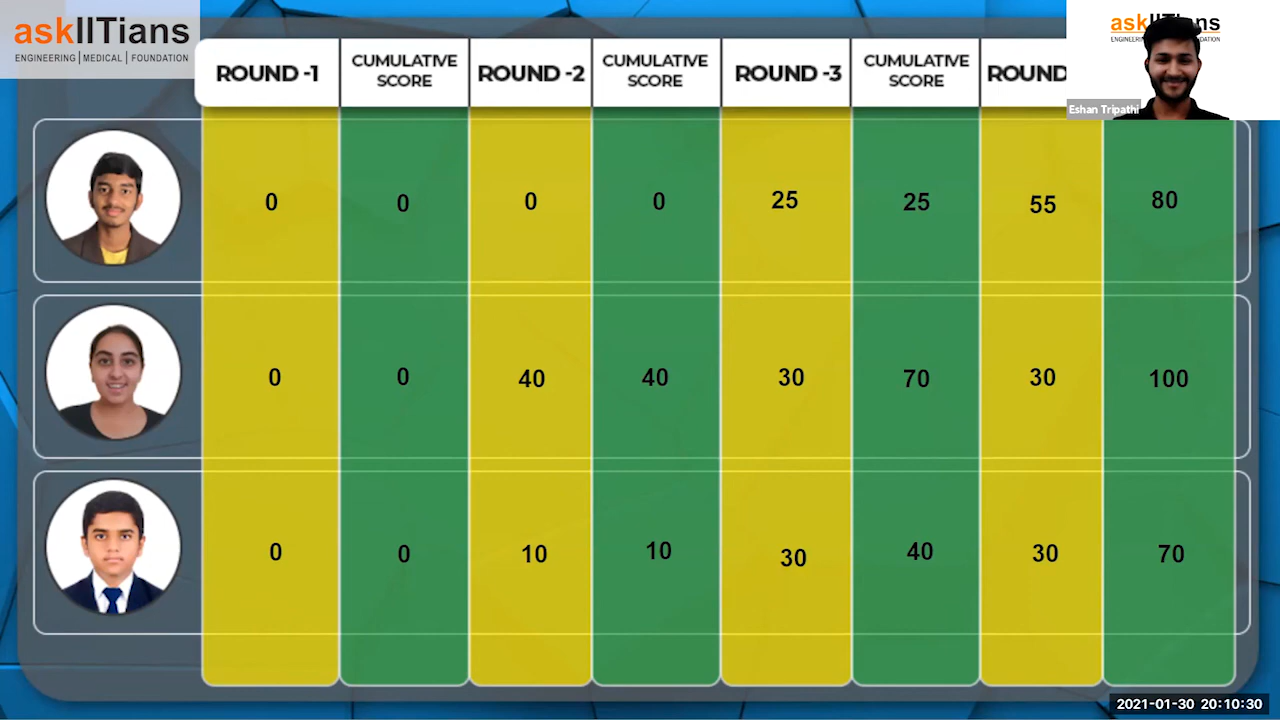 askIITians
ENGINEERING | MEDICAL | FOUNDATION
ROUND -1
CUMULATIVE
SCORE
ROUND -2
CUMULATIVE
SCORE
ROUND -3
CUMULATIVE
SCORE
ROUND
Eshan Tripathi
0 0 0 0 25 25 55 80
0 0 40 40 30 70 30 100
0 0 10 10 30 40 30 70
2021-01-30 20:10:30